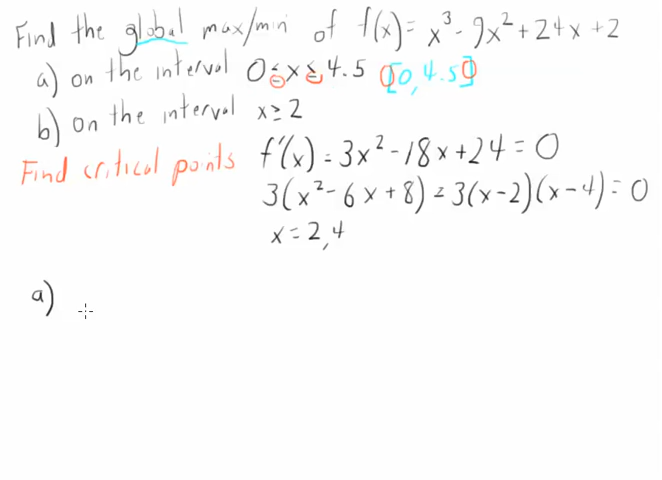 Find the global max/min of f(x) = x³ - 9x² + 24x + 2
a) on the interval 0 ≤ x ≤ 4.5 [0, 4.5]
b) on the interval x ≥ 2
Find critical points f'(x) = 3x² - 18x + 24 = 0
3(x² - 6x + 8) = 3(x - 2)(x - 4) = 0
x = 2, 4
a)